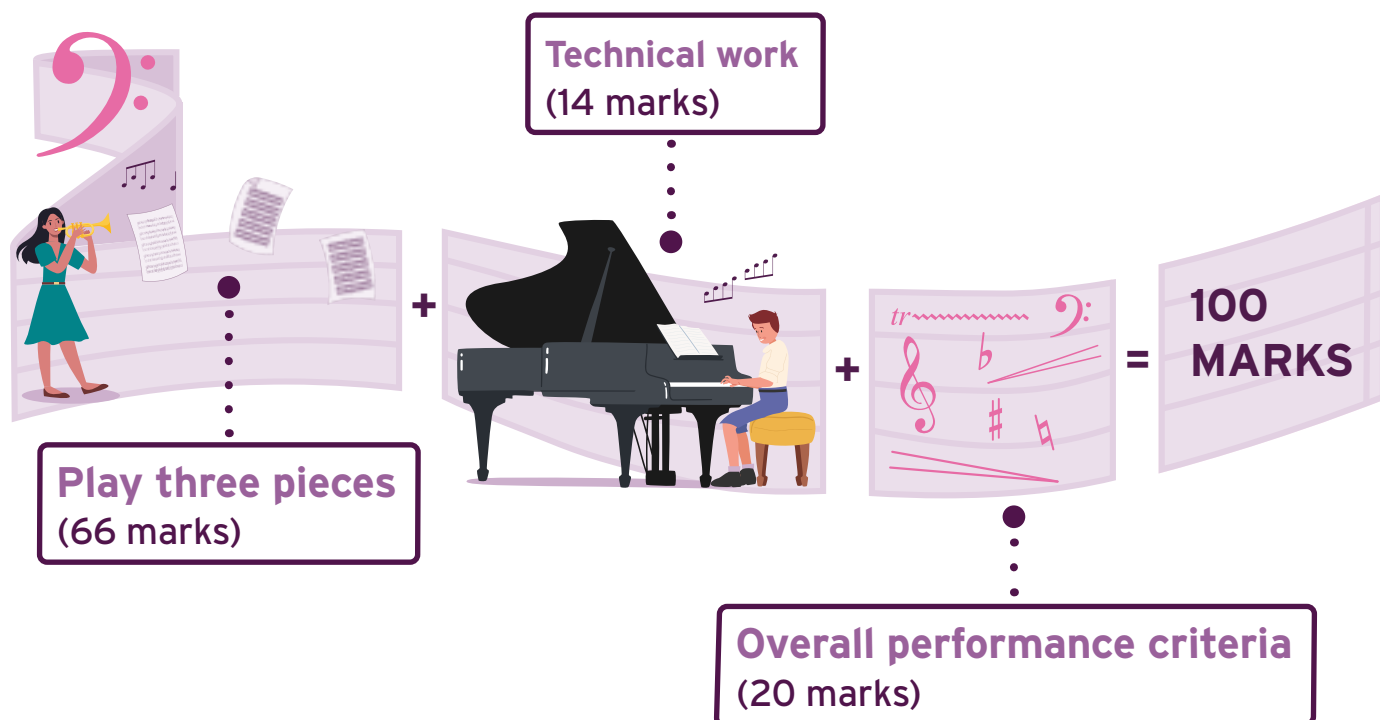 Technical work
(14 marks)
Play three pieces
(66 marks)
+
+
tr
=
100
MARKS
Overall performance criteria
(20 marks)